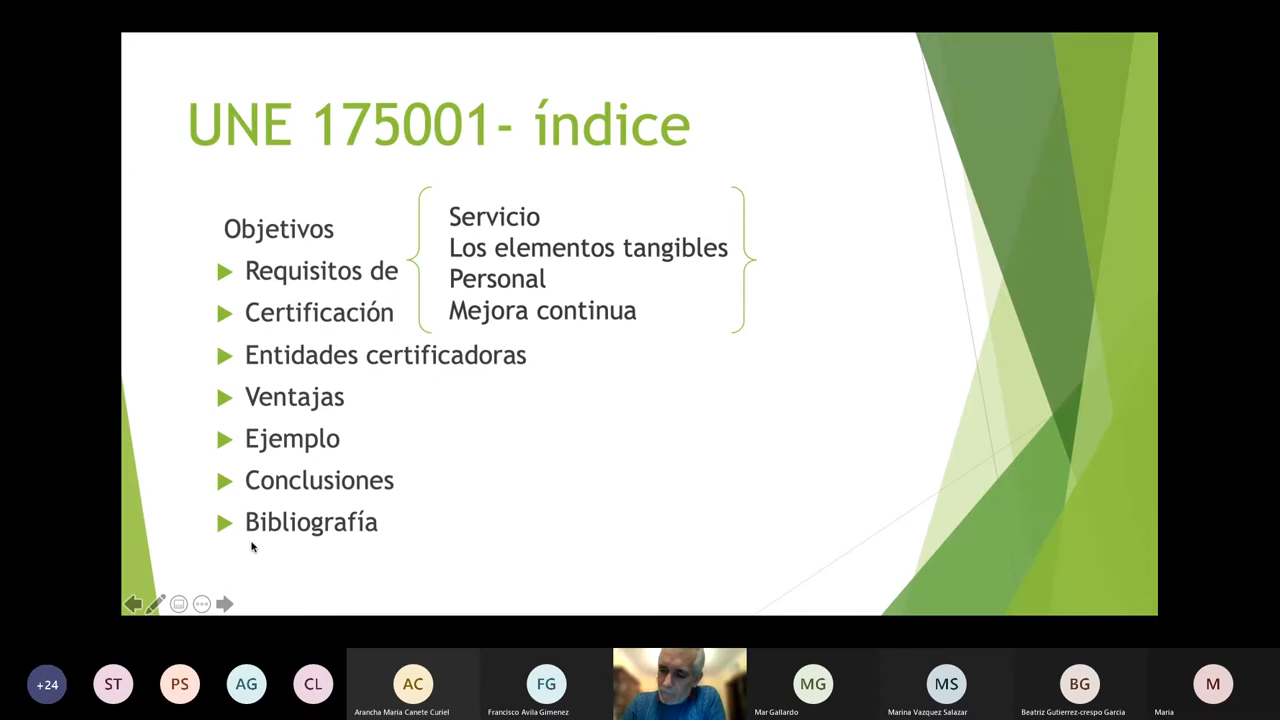 UNE 175001- índice
Objetivos
Requisitos de
Servicio
Los elementos tangibles
Personal
Mejora continua
Certificación
Entidades certificadoras
Ventajas
Ejemplo
Conclusiones
Bibliografía
+24
ST
PS
AG
CL
AC
Arancha María Canete Curiel
FG
Francisco Avila Gimenez
MG
Mar Gallardo
MS
Marina Vazquez Salazar
BG
Beatriz Gutierrez-crespo Garcia
M
Maria